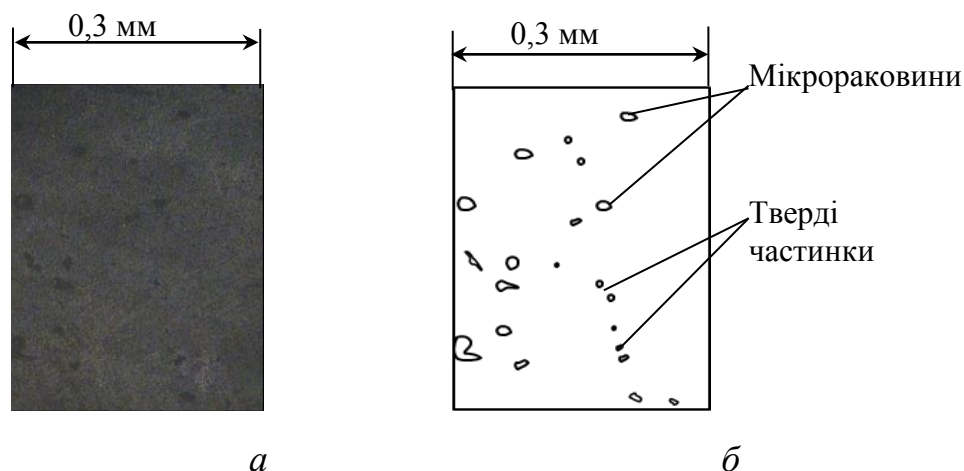 0,3 мм
0,3 мм
Мікрораковини
Тверді
частинки
а
б